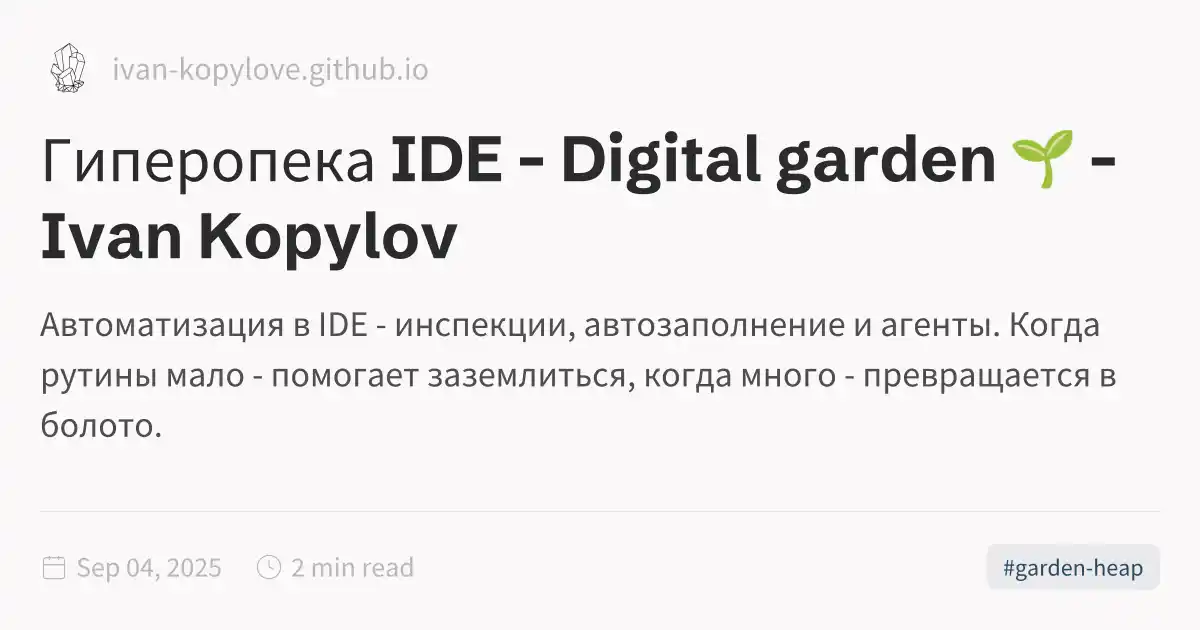 ivan-kopylove.github.io
Гиперопека IDE - Digital garden 🌱 -
Ivan Kopylov
Автоматизация в IDE - инспекции, автозаполнение и агенты. Когда
рутины мало - помогает заземлиться, когда много - превращается в
болото.
Sep 04, 2025
2 min read
#garden-heap